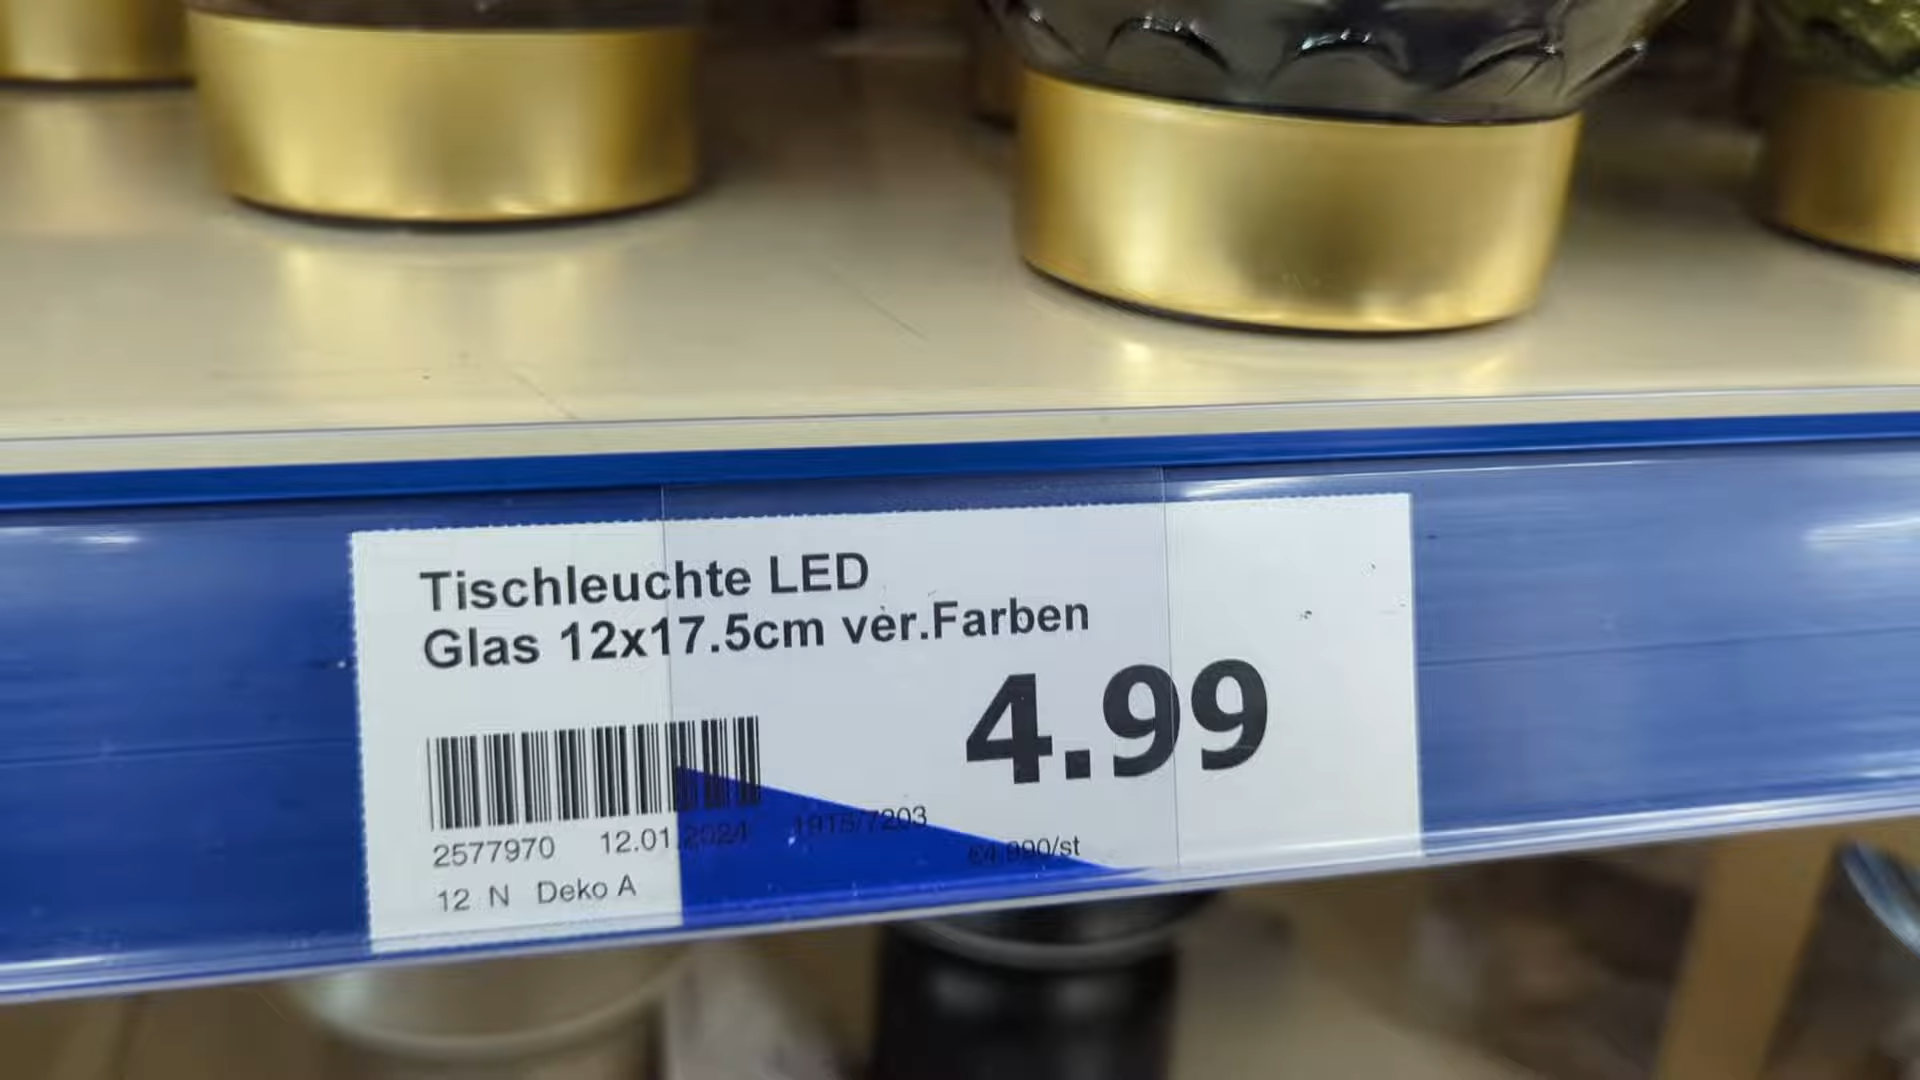 Tischleuchte LED
Glas 12x17.5cm ver.Farben
4.99
2577970 12.01.2024 1915/7203
€4.990/st
12 N Deko A